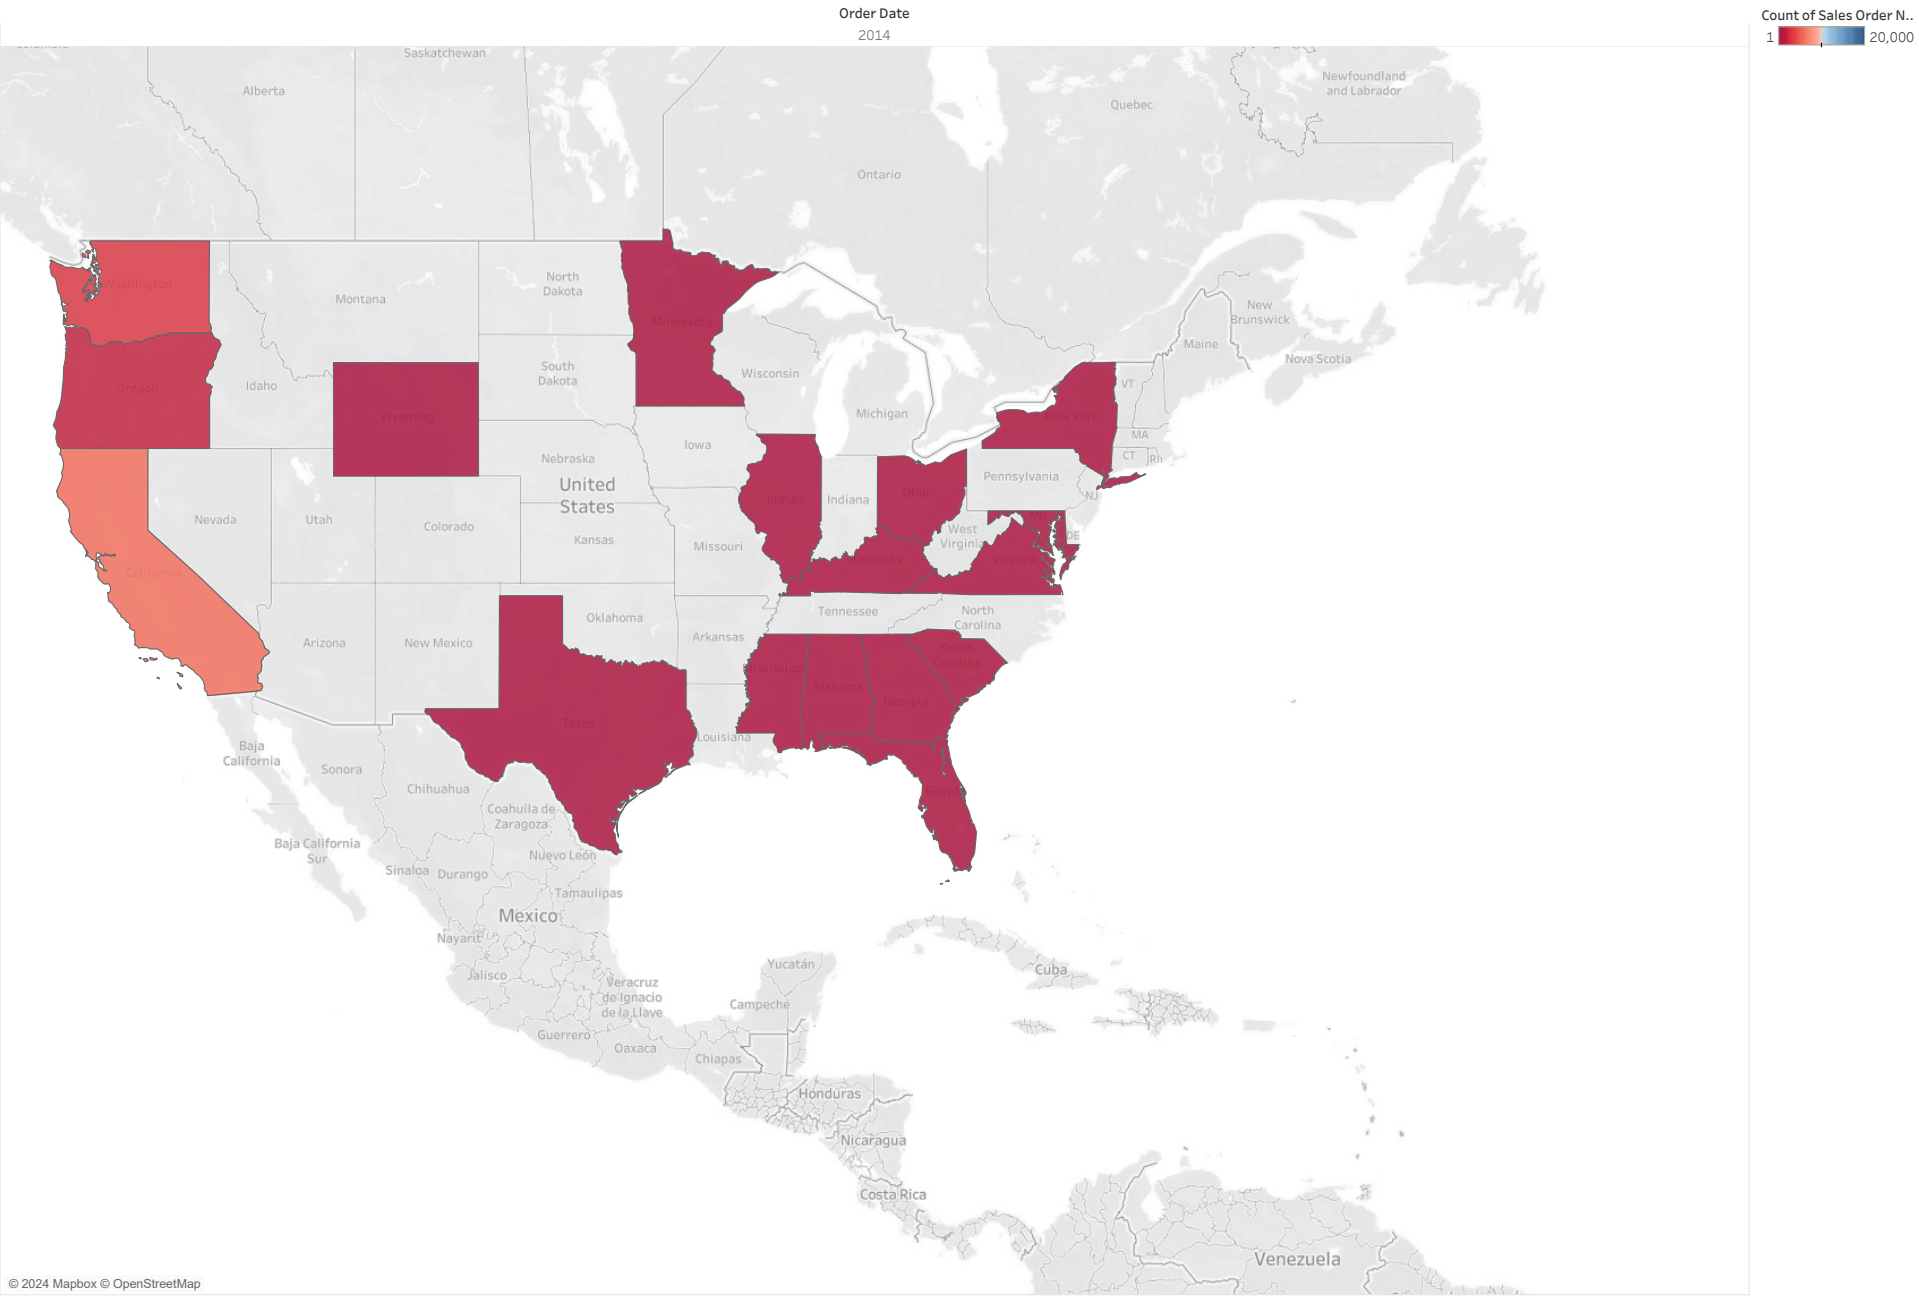 Order Date
2014
Count of Sales Order N..
1
20,000
Saskatchewan
Alberta
Newfoundland
and Labrador
Quebec
Ontario
Washington
Montana
North
Dakota
Minnesota
New
Brunswick
Maine
Nova Scotia
Oregon
Idaho
Wyoming
South
Dakota
Wisconsin
Michigan
VT
New York
MA
Iowa
CT
Nebraska
Pennsylvania
United
States
Illinois
Indiana
Ohio
NJ
Nevada
Utah
Colorado
Kansas
Missouri
West
Virginia
MD
DE
California
Kentucky
Virginia
Oklahoma
Tennessee
North
Carolina
Arizona
New Mexico
Arkansas
Mississippi
Alabama
Georgia
South
Carolina
Texas
Louisiana
Florida
Baja
California
Sonora
Chihuahua
Coahuila de
Zaragoza
Baja California
Sur
Nuevo León
Sinaloa
Durango
Tamaulipas
Mexico
Nayarit
Jalisco
Veracruz
de Ignacio
de la Llave
Yucatán
Campeche
Cuba
Guerrero
Oaxaca
Chiapas
Honduras
Nicaragua
Costa Rica
Venezuela
© 2024 Mapbox © OpenStreetMap